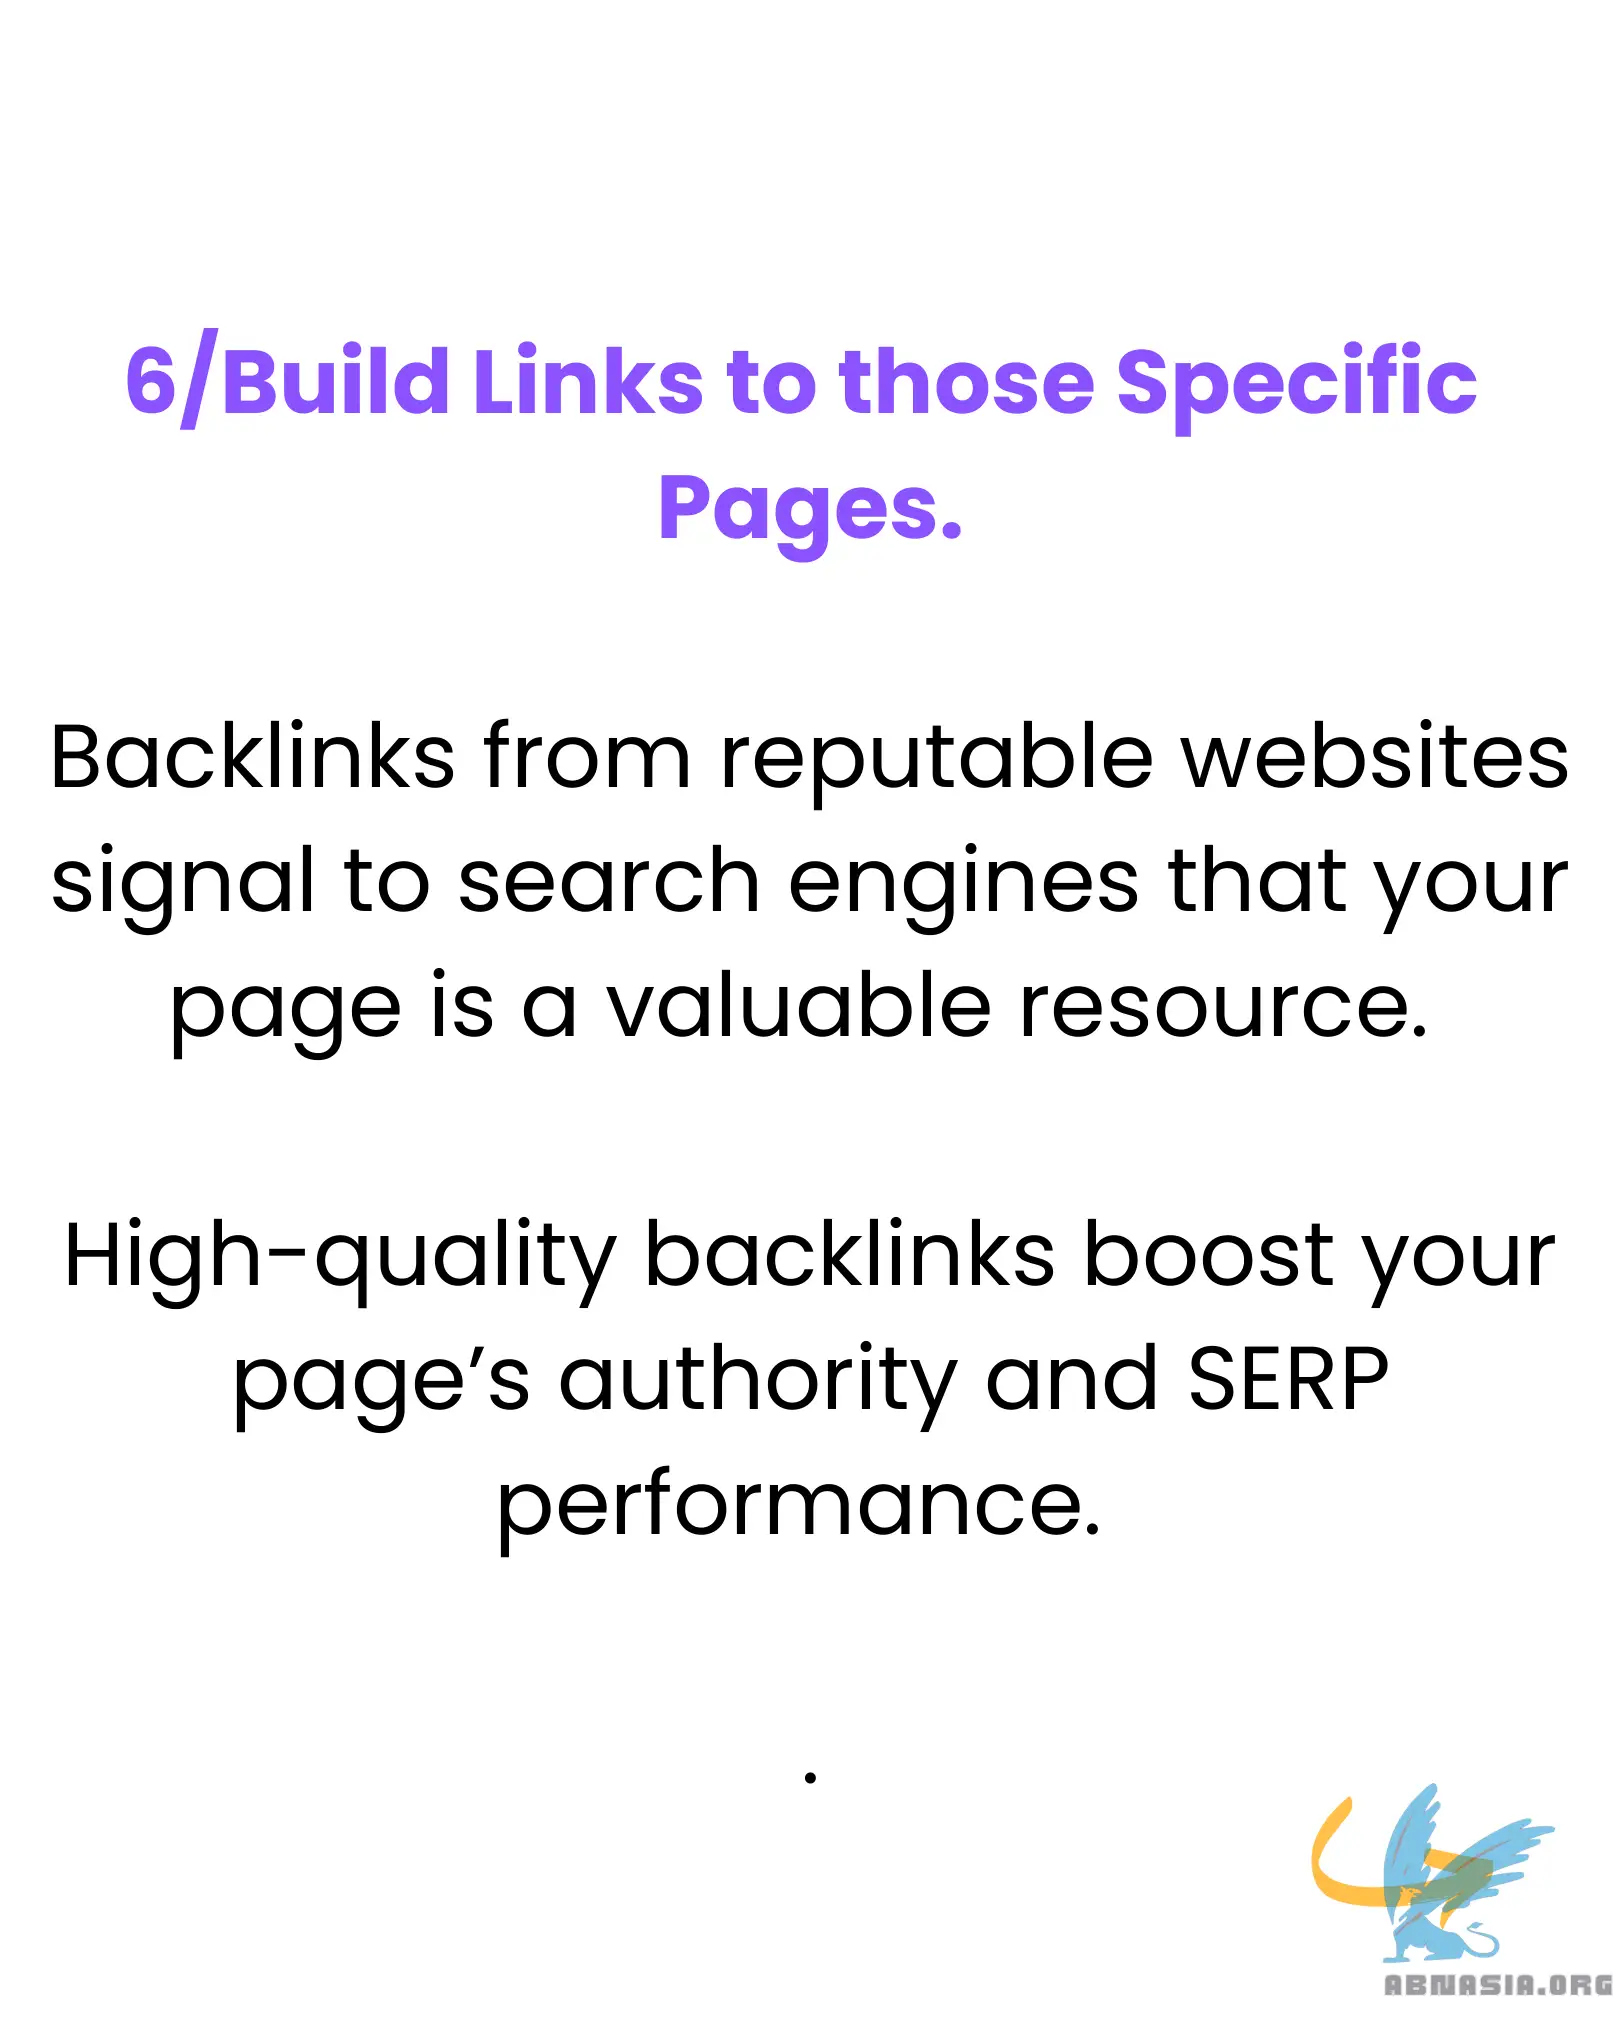 6/Build Links to those Specific
Pages.
Backlinks from reputable websites
signal to search engines that your
page is a valuable resource.
High-quality backlinks boost your
page’s authority and SERP
performance.
.
ABNASIA.ORG